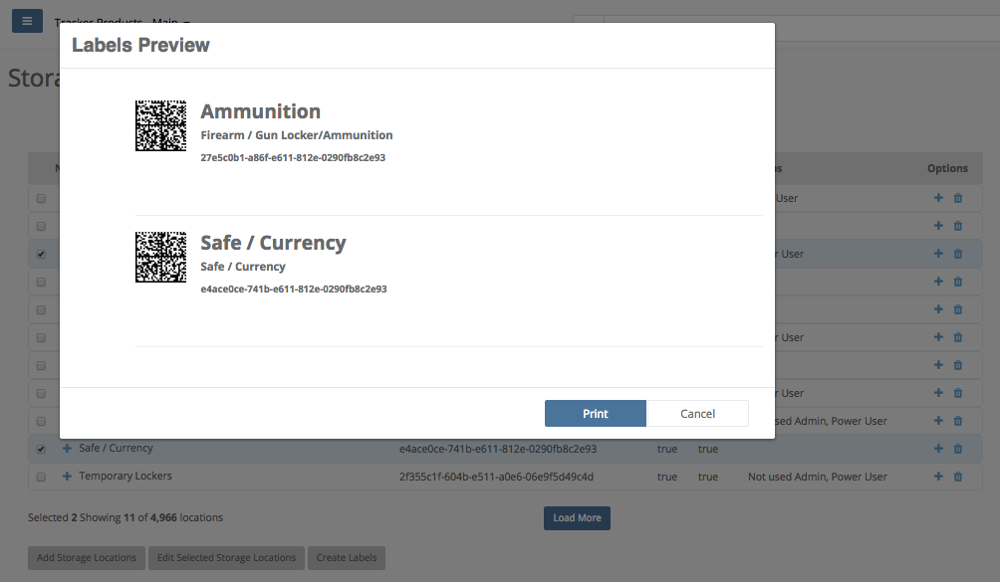 Tracker Products - Main
Labels Preview
Stora
Ammunition
Firearm / Gun Locker/Ammunition
27e5c0b1-a86f-e611-812e-0290fb8c2e93
N
s
Options
User
Safe / Currency
r User
Safe / Currency
e4ace0ce-741b-e611-812e-0290fb8c2e93
r User
r User
Print
Cancel
sed Admin, Power User
Safe / Currency
e4ace0ce-741b-e611-812e-0290fb8c2e93
true
true
Temporary Lockers
2f355c1f-604b-e511-a0e6-06e9f5d49c4d
true
true
Not used Admin, Power User
Selected 2 Showing 11 of 4,966 locations
Load More
Add Storage Locations
Edit Selected Storage Locations
Create Labels